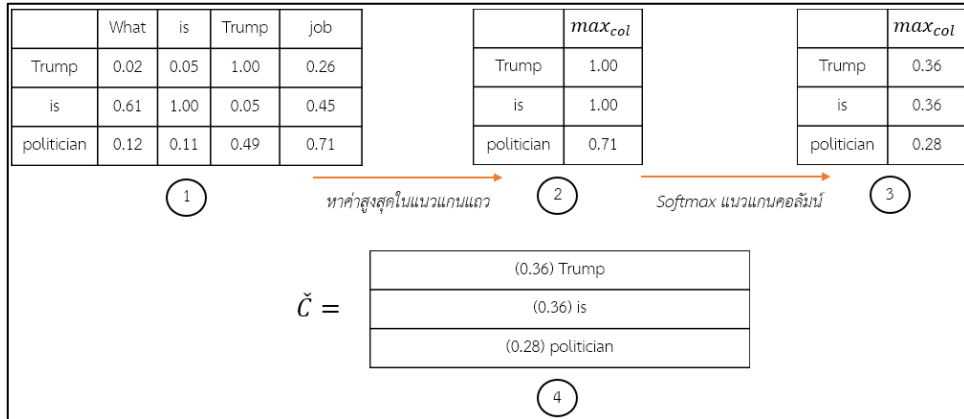 What is Trump job
Trump 0.02 0.05 1.00 0.26
is 0.61 1.00 0.05 0.45
politician 0.12 0.11 0.49 0.71
1
หาค่าสูงสุดในแนวแกนแถว
max_col
Trump 1.00
is 1.00
politician 0.71
2
Softmax แนวแกนคอลัมน์
max_col
Trump 0.36
is 0.36
politician 0.28
3
Č =
(0.36) Trump
(0.36) is
(0.28) politician
4